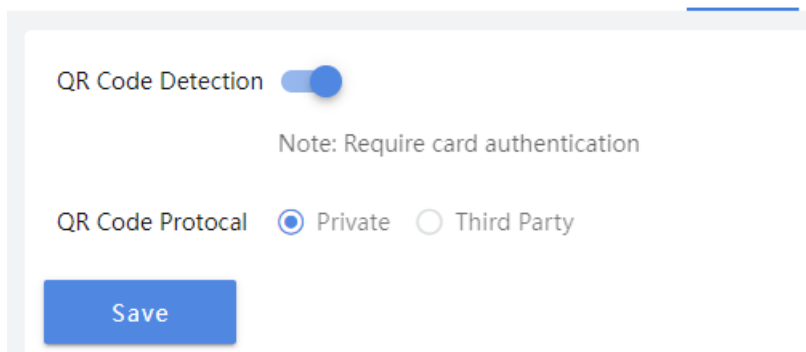 QR Code Detection
Note: Require card authentication
QR Code Protocal Private Third Party
Save